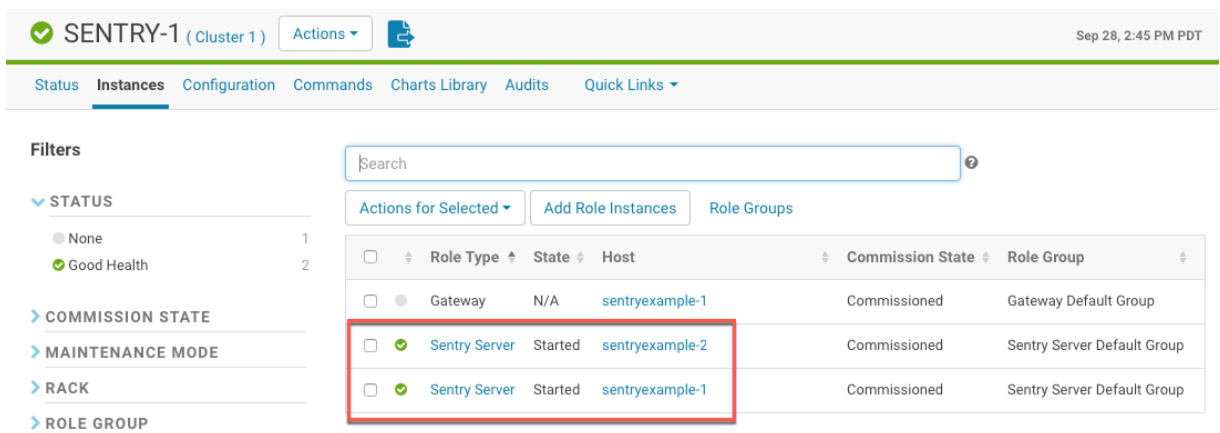 SENTRY-1 ( Cluster 1 ) Actions Sep 28, 2:45 PM PDT
Status Instances Configuration Commands Charts Library Audits Quick Links
Filters
Search
STATUS
Actions for Selected Add Role Instances Role Groups
None 1
Good Health 2
Role Type State Host Commission State Role Group
Gateway N/A sentryexample-1 Commissioned Gateway Default Group
COMMISSION STATE
Sentry Server Started sentryexample-2 Commissioned Sentry Server Default Group
MAINTENANCE MODE
RACK
Sentry Server Started sentryexample-1 Commissioned Sentry Server Default Group
ROLE GROUP